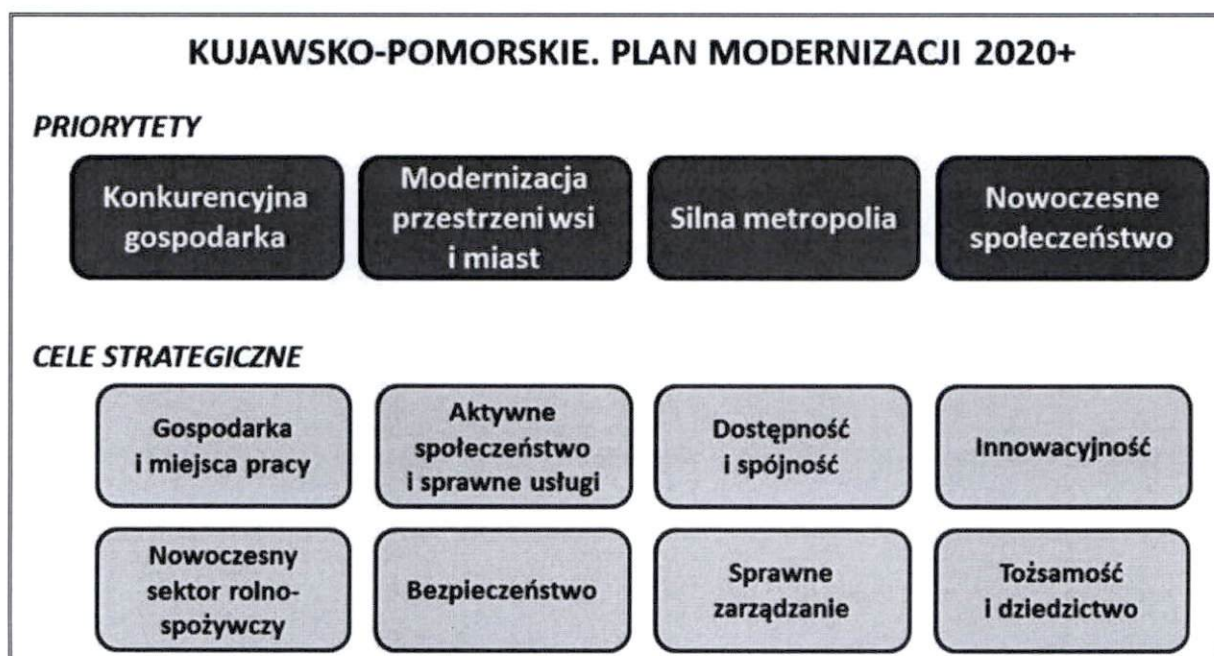 KUJAWSKO-POMORSKIE. PLAN MODERNIZACJI 2020+
PRIORYTETY
Konkurencyjna
gospodarka
Modernizacja
przestrzeni wsi
i miast
Silna metropolia
Nowoczesne
społeczeństwo
CELE STRATEGICZNE
Gospodarka
i miejsca pracy
Aktywne
społeczeństwo
i sprawne usługi
Dostępność
i spójność
Innowacyjność
Nowoczesny
sektor rolno-
spożywczy
Bezpieczeństwo
Sprawne
zarządzanie
Tożsamość
i dziedzictwo